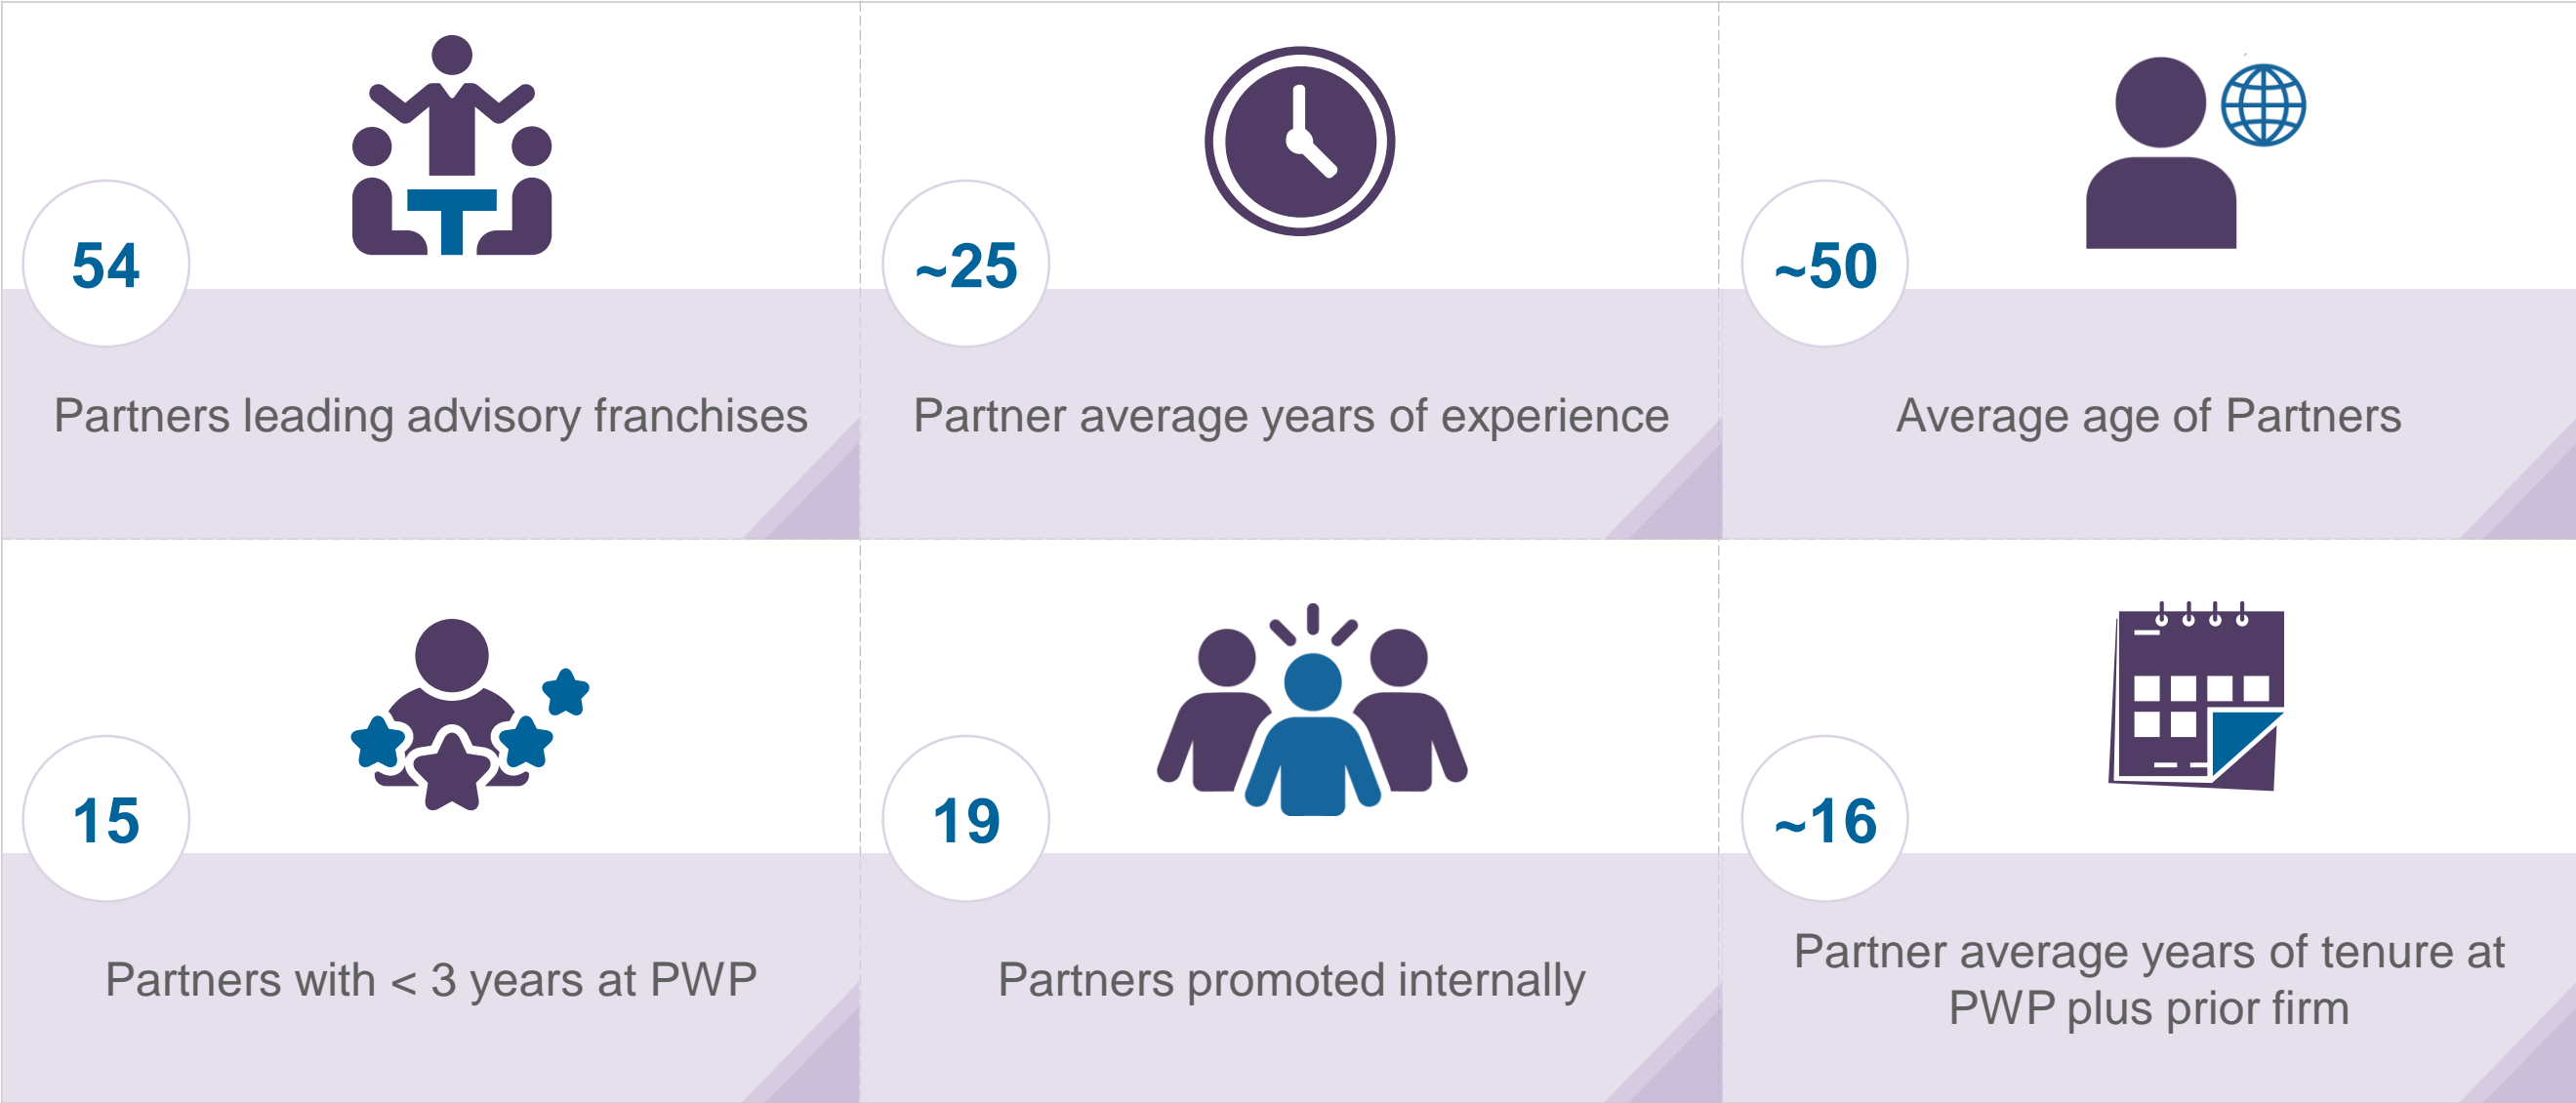 54
Partners leading advisory franchises
~25
Partner average years of experience
~50
Average age of Partners
15
Partners with < 3 years at PWP
19
Partners promoted internally
~16
Partner average years of tenure at
PWP plus prior firm